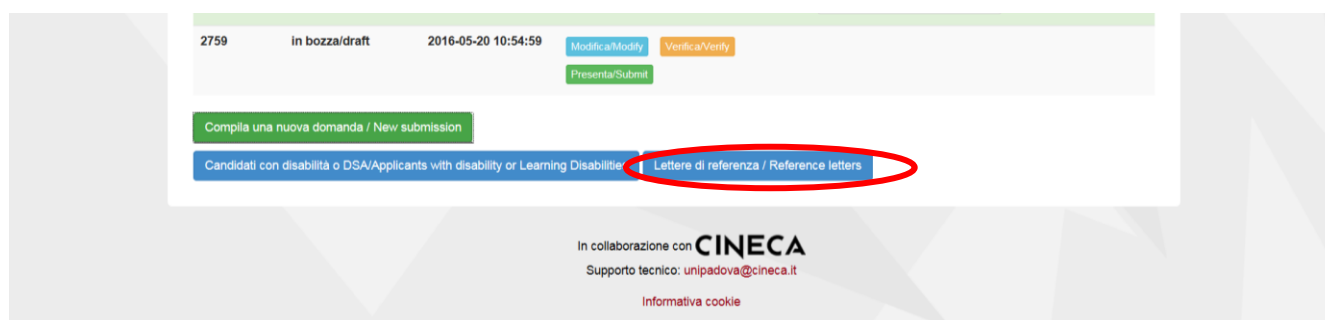 2759 in bozza/draft 2016-05-20 10:54:59 Modifica/Modify Verifica/Verify
Presenta/Submit
Compila una nuova domanda / New submission
Candidati con disabilità o DSA/Applicants with disability or Learning Disabilities Lettere di referenza / Reference letters
In collaborazione con CINECA
Supporto tecnico: unipadova@cineca.it
Informativa cookie